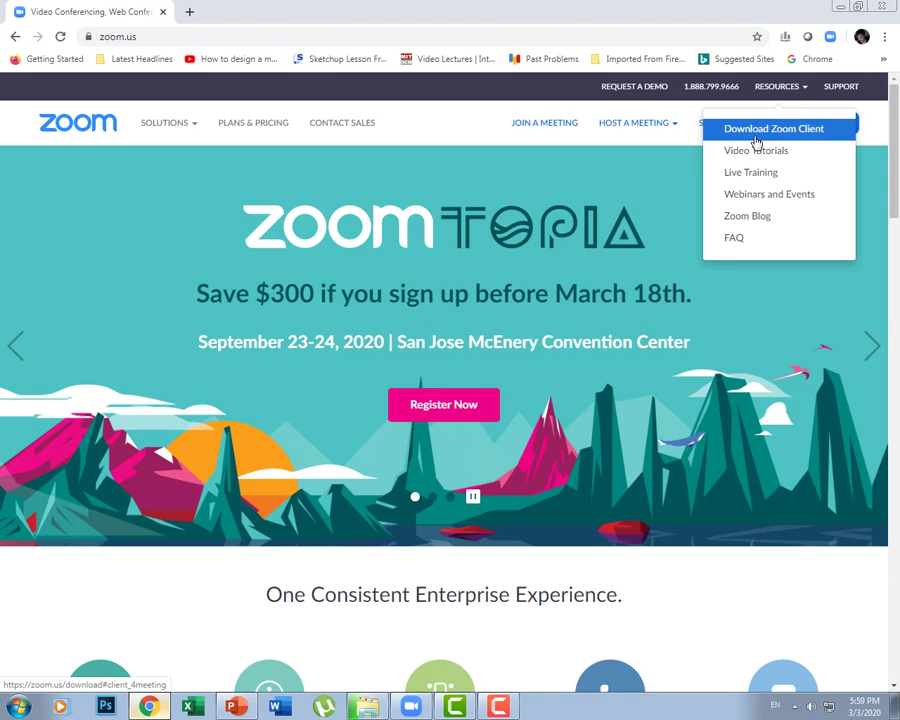 Video Conferencing, Web Confe
zoom.us
Getting Started
Latest Headlines
How to design a m...
Sketchup Lesson Fr...
Video Lectures | Int...
Past Problems
Imported From Fire...
Suggested Sites
Chrome
REQUEST A DEMO
1.888.799.9666
RESOURCES
SUPPORT
zoom
SOLUTIONS
PLANS & PRICING
CONTACT SALES
JOIN A MEETING
HOST A MEETING
Download Zoom Client
Video Tutorials
Live Training
Webinars and Events
Zoom Blog
FAQ
zoomTOPIA
Save $300 if you sign up before March 18th.
September 23-24, 2020 | San Jose McEnery Convention Center
Register Now
One Consistent Enterprise Experience.
https://zoom.us/download#client_4meeting
EN
5:59 PM
3/3/2020